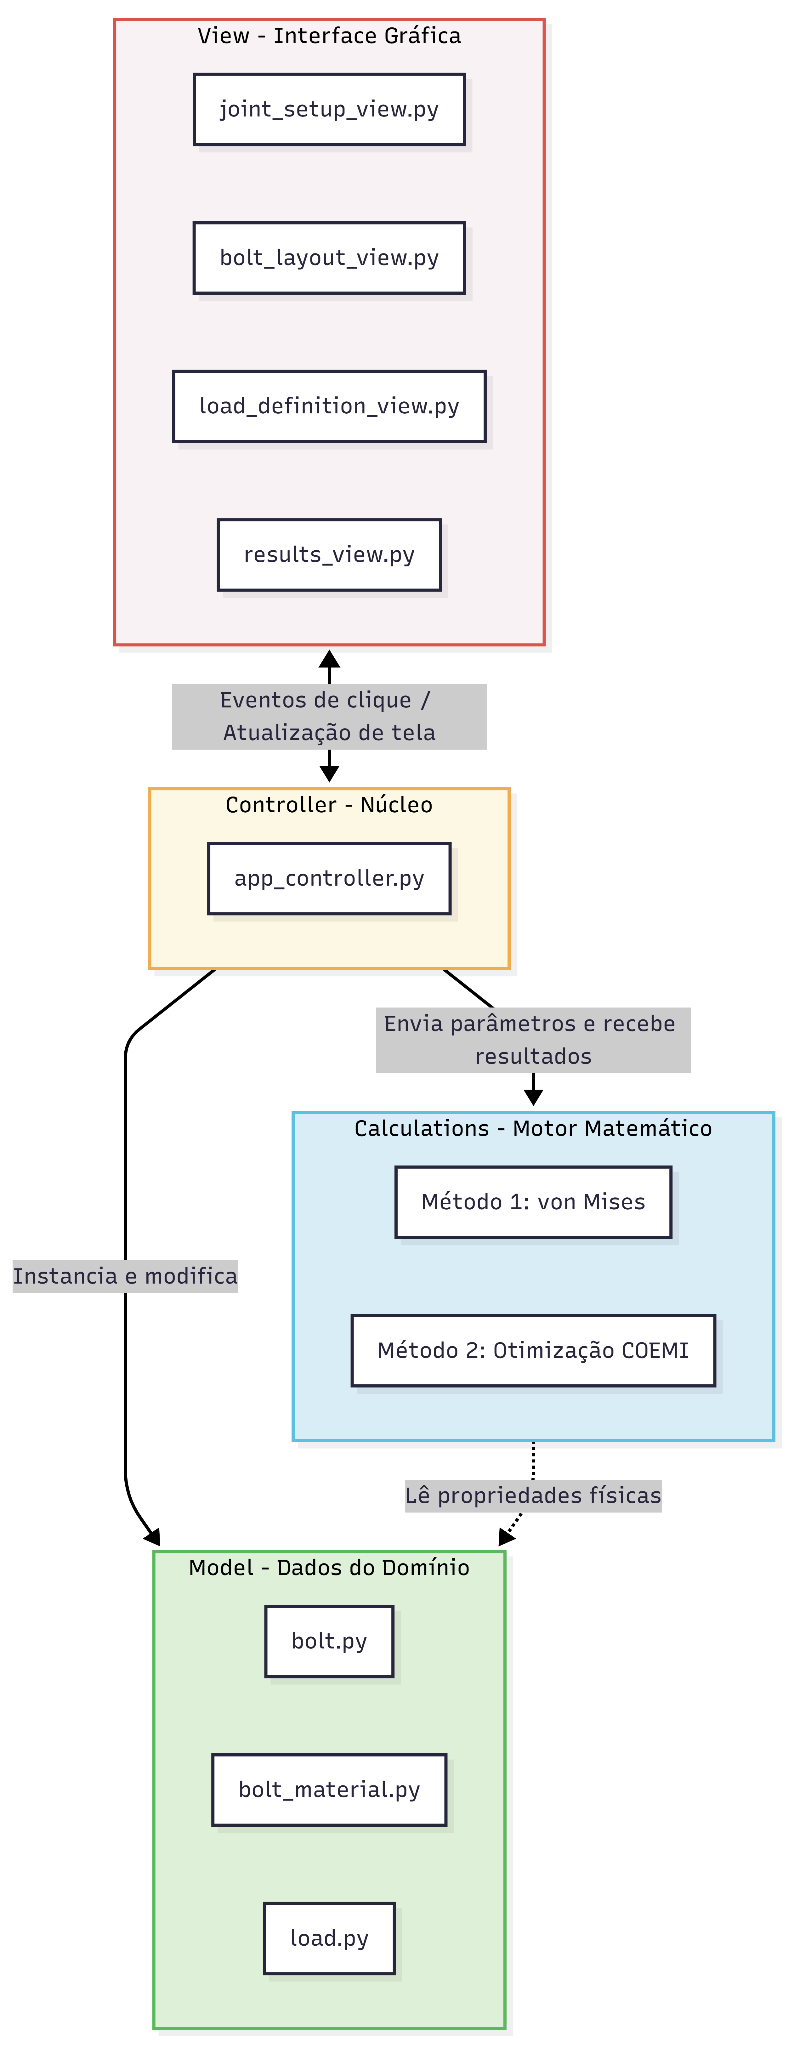 View - Interface Gráfica
joint_setup_view.py
bolt_layout_view.py
load_definition_view.py
results_view.py
Eventos de clique /
Atualização de tela
Controller - Núcleo
app_controller.py
Envia parâmetros e recebe
resultados
Calculations - Motor Matemático
Método 1: von Mises
Instancia e modifica
Método 2: Otimização COEMI
Lê propriedades físicas
Model - Dados do Domínio
bolt.py
bolt_material.py
load.py